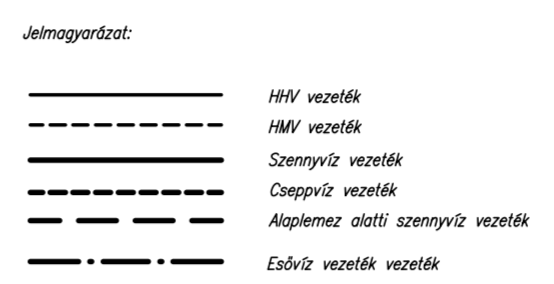 Jelmagyarázat:
HHV vezeték
HMV vezeték
Szennyvíz vezeték
Cseppvíz vezeték
Alaplemez alatti szennyvíz vezeték
Esővíz vezeték vezeték